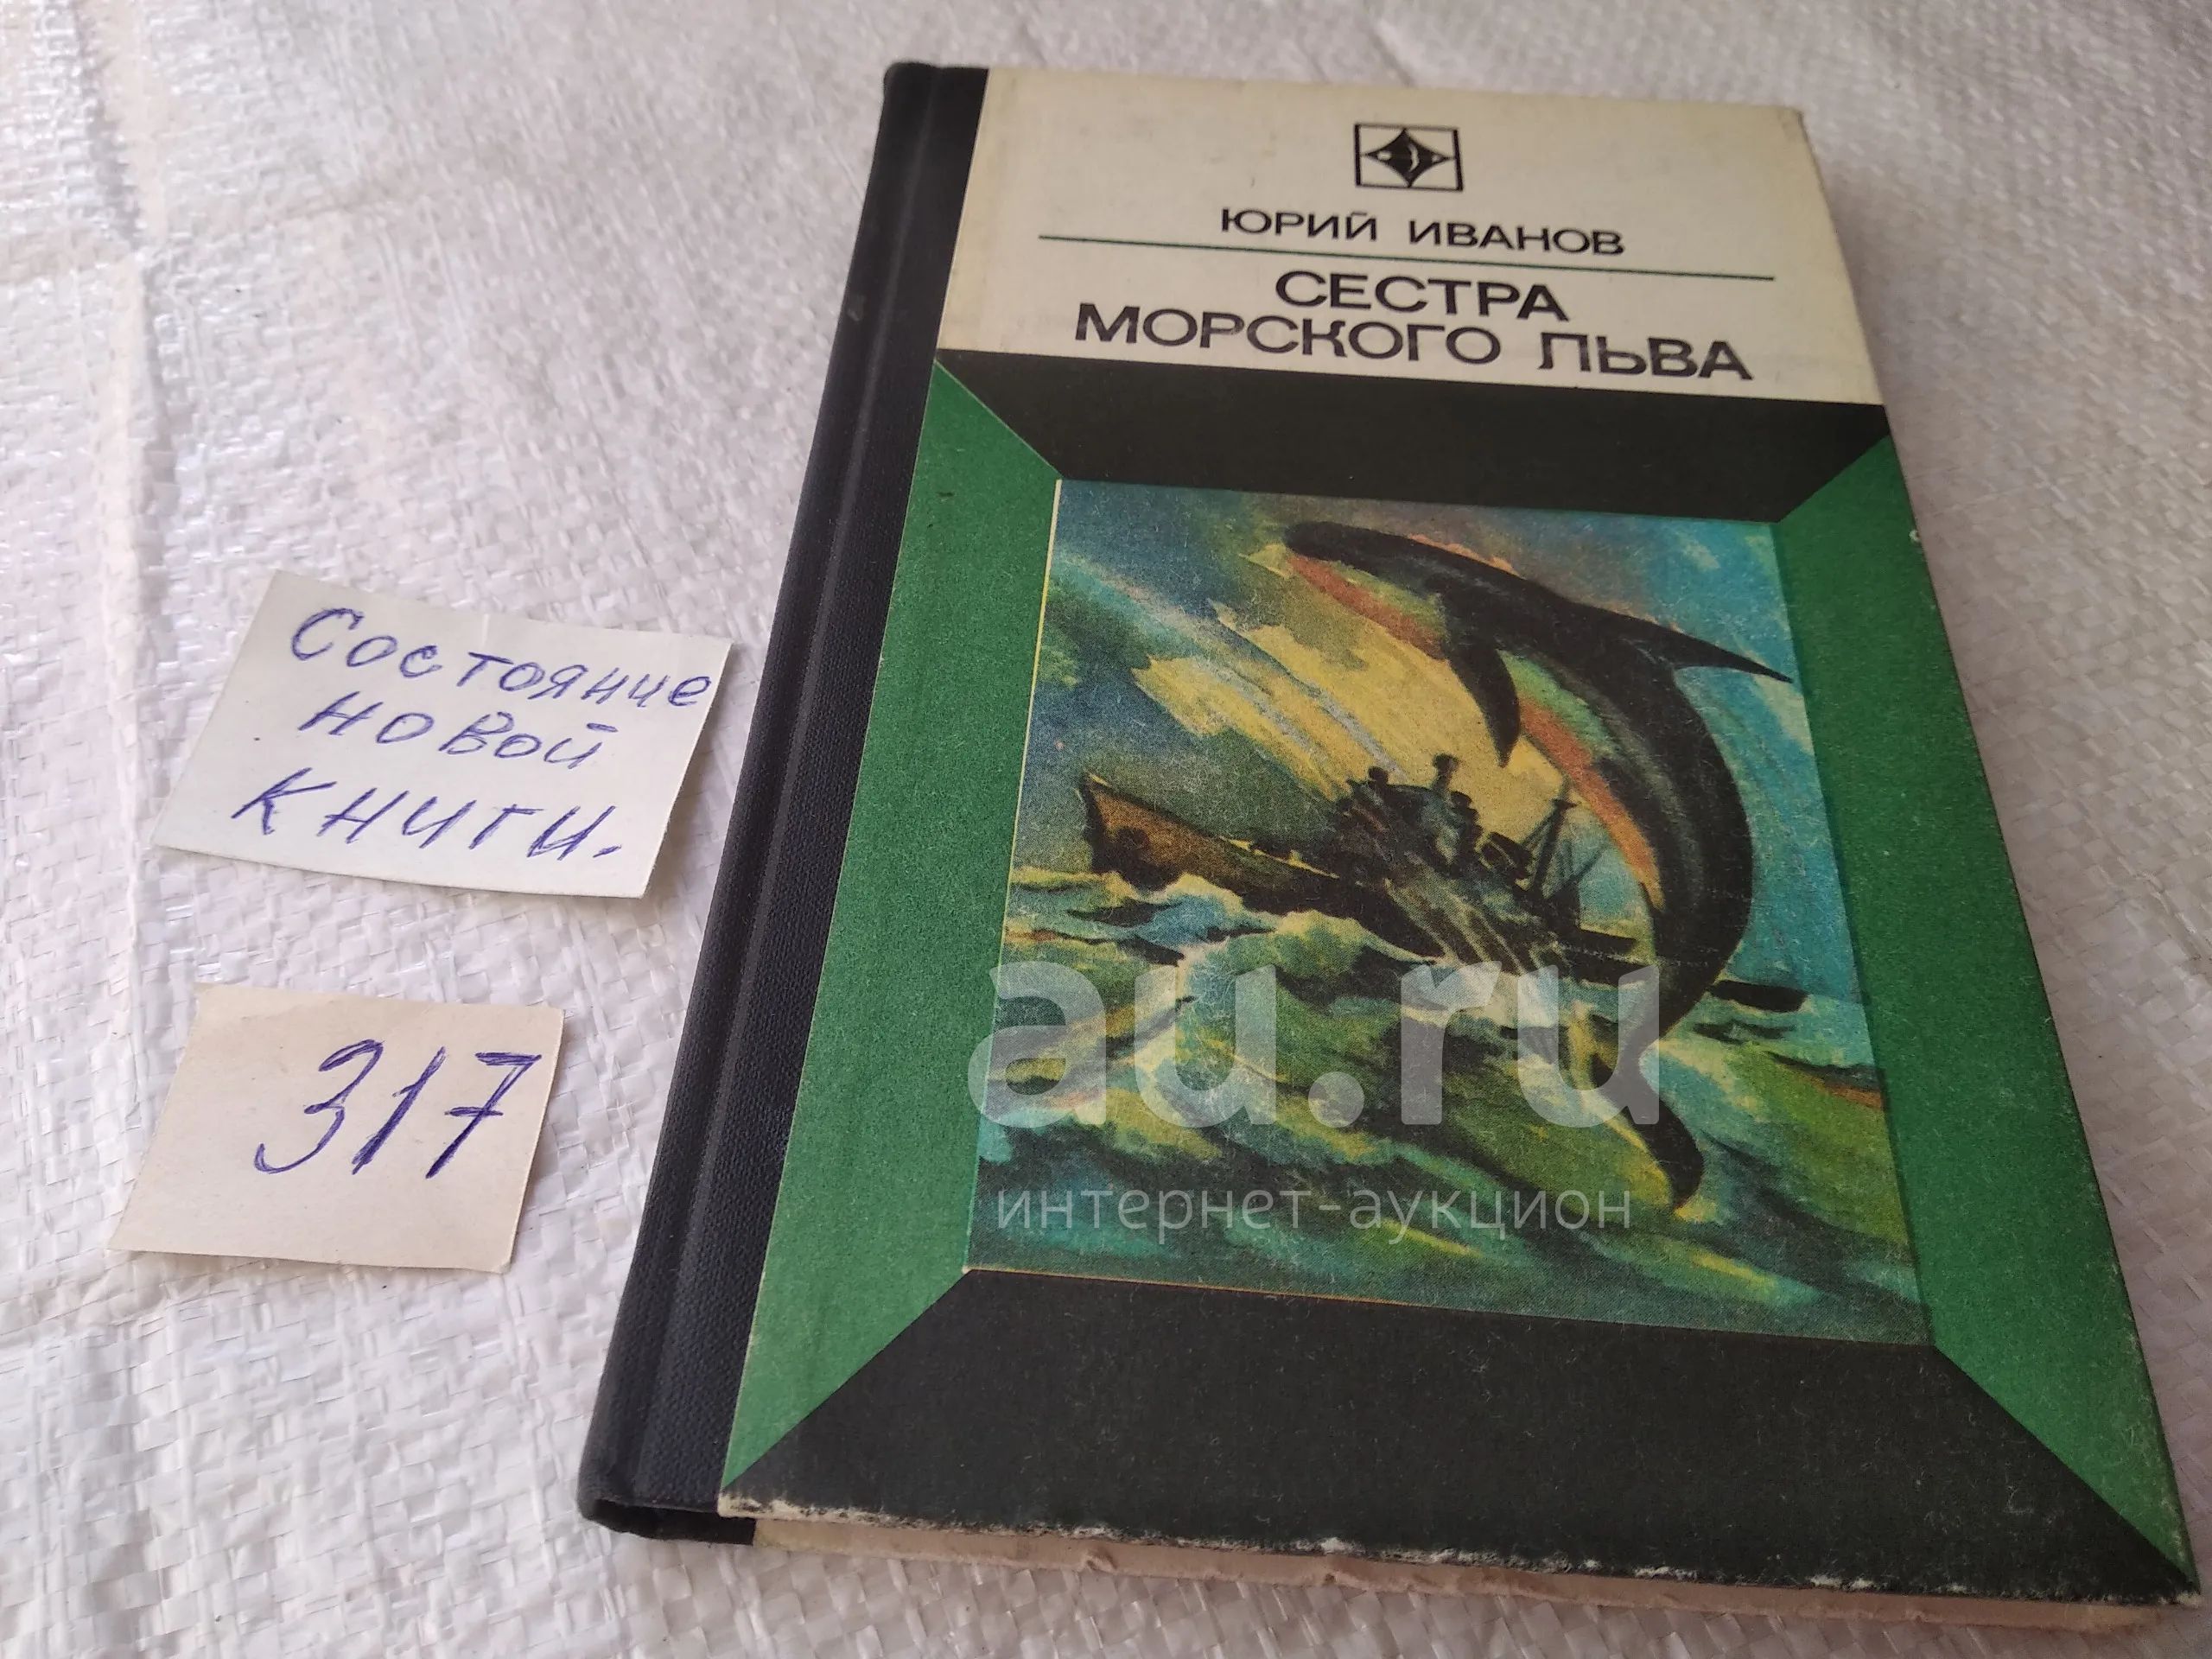 ЮРИЙ ИВАНОВ
СЕСТРА
МОРСКОГО ЛЬВА
Состояние
новой
книги.
317
au.ru
интернет-аукцион